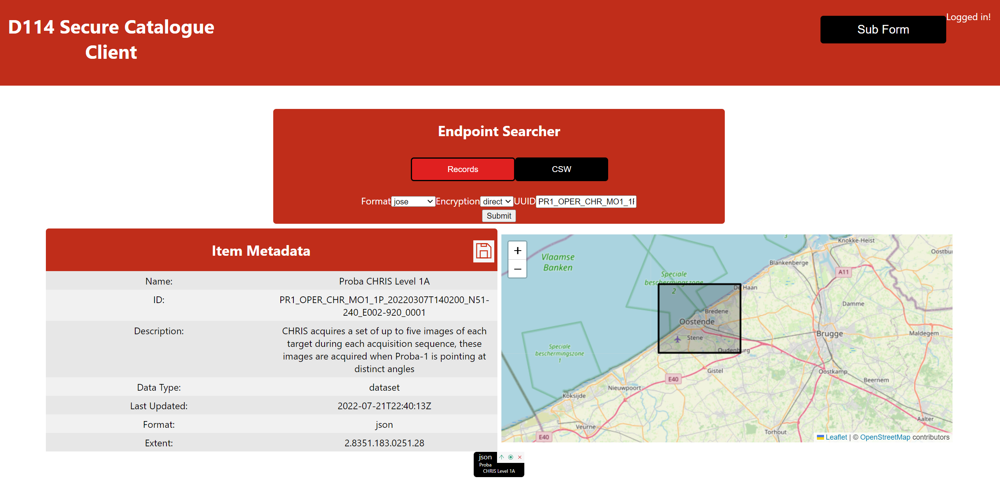 D114 Secure Catalogue
Client
Sub Form
Logged in!
Endpoint Searcher
Records
CSW
Format jose Encryption direct UUID PR1_OPER_CHR_MO1_1
Submit
Item Metadata
Name: Proba CHRIS Level 1A
ID: PR1_OPER_CHR_MO1_1P_20220307T140200_N51-
240_E002-920_0001
Description: CHRIS acquires a set of up to five images of each
target during each acquisition sequence, these
images are acquired when Proba-1 is pointing at
distinct angles
Data Type: dataset
Last Updated: 2022-07-21T22:40:13Z
Format: json
Extent: 2.8351.183.0251.28
+
−
3
Knokke-Heist
Oostbu
Vlaamse
Banken
Blankenberge
A11
Speciale
beschermingszone
2
De Haan
Damme
Bredene
Oostende
Brugge
Maldegem
Stene
Speciale
beschermingszone
1
Oudenburg
Gistel
Oostkamp
E40
Beernem
Nieuwpoort
Koksijde
Aalter
Veurne
Torhout
E40
Leaflet | © OpenStreetMap contributors
json
Proba
CHRIS Level 1A